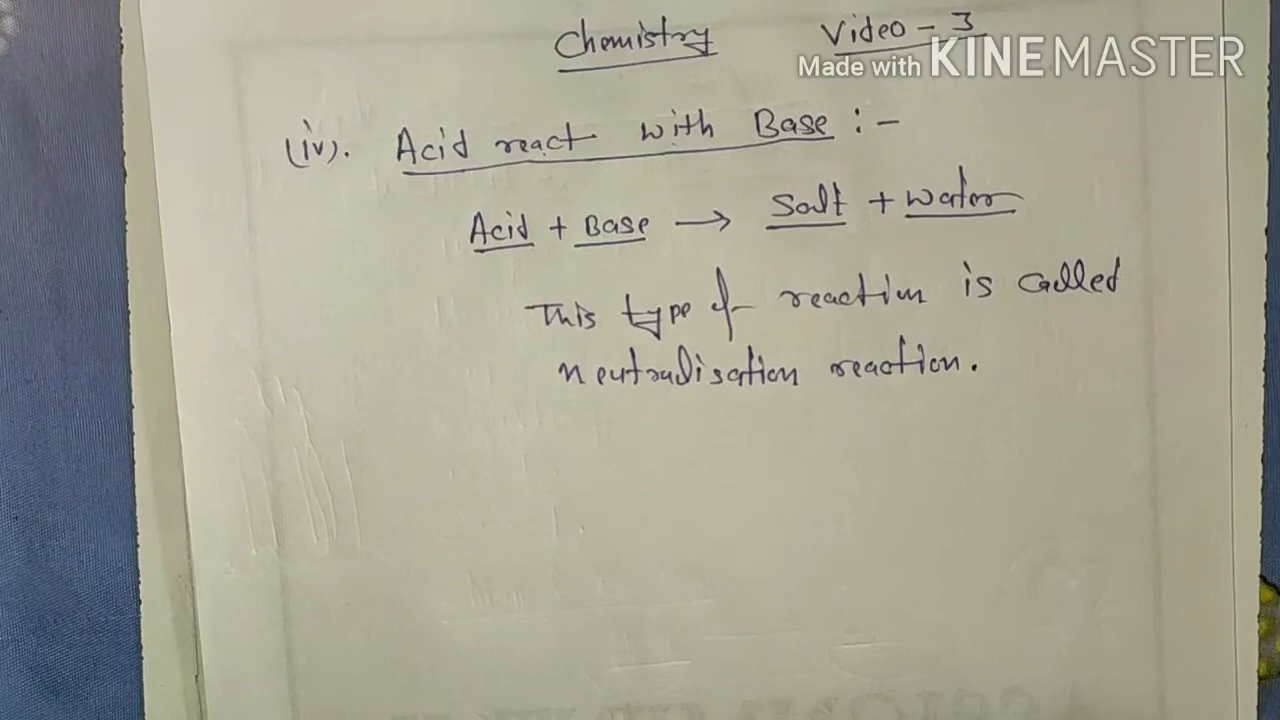 Chemistry Video - 3
Made with KINEMASTER
(iv). Acid react with Base :-
Acid + Base → Salt + water
This type of reaction is called
neutralisation reaction.